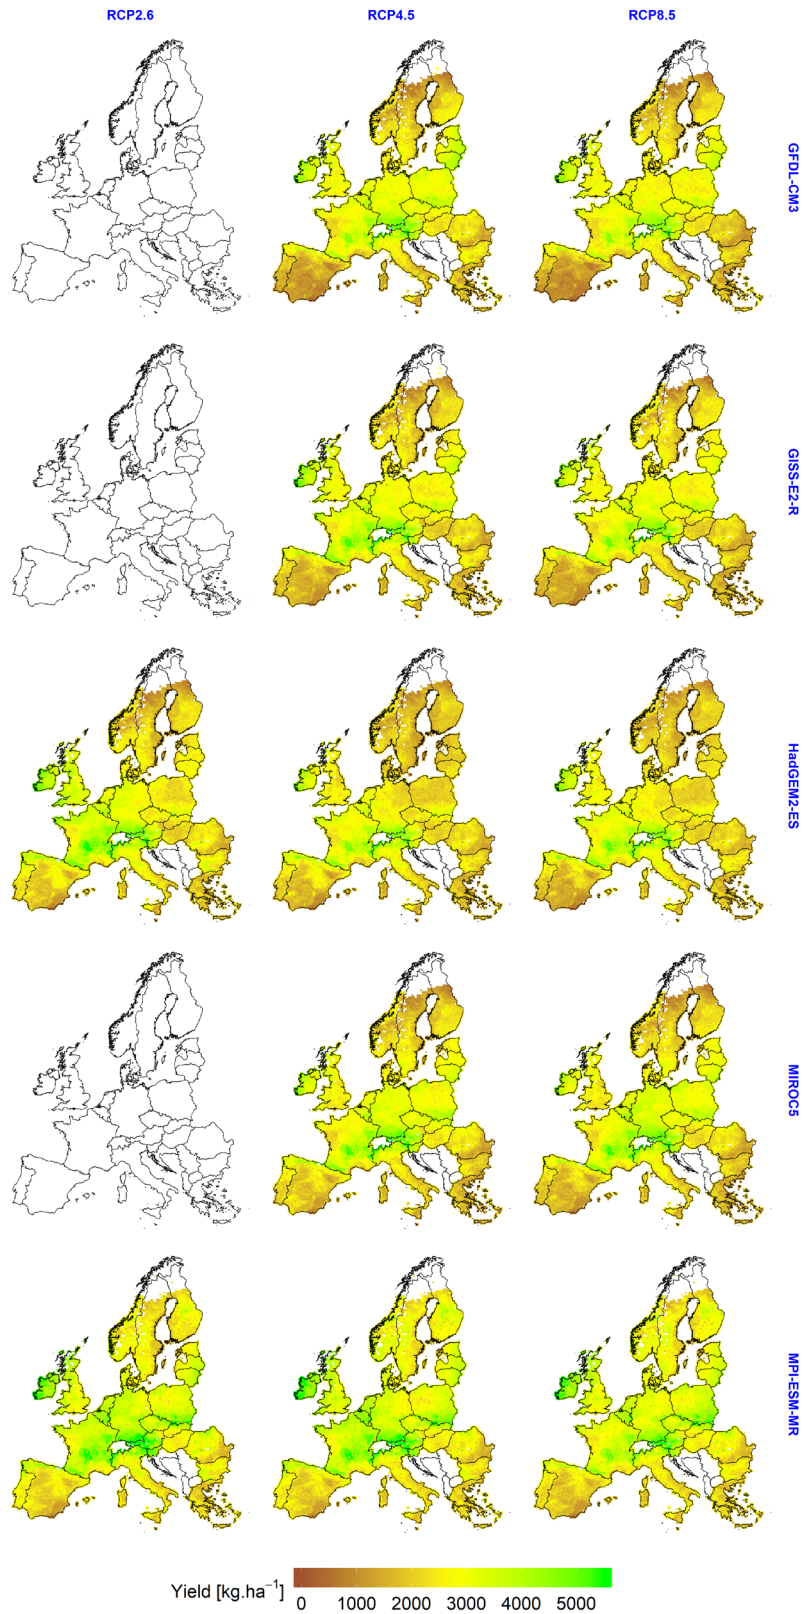 RCP2.6
RCP4.5
RCP8.5
GFDL-CM3
GISS-E2-R
HadGEM2-ES
MIROC5
MPI-ESM-MR
Yield [kg.ha⁻¹]
0 1000 2000 3000 4000 5000